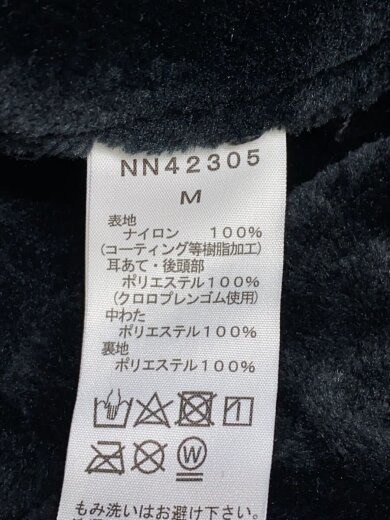 NN42305
M
表地
ナイロン 100%
(コーティング等樹脂加工)
耳あて・後頭部
ポリエステル100%
(クロロプレンゴム使用)
中わた
ポリエステル100%
裏地
ポリエステル100%
W
もみ洗いはお避け下さい。